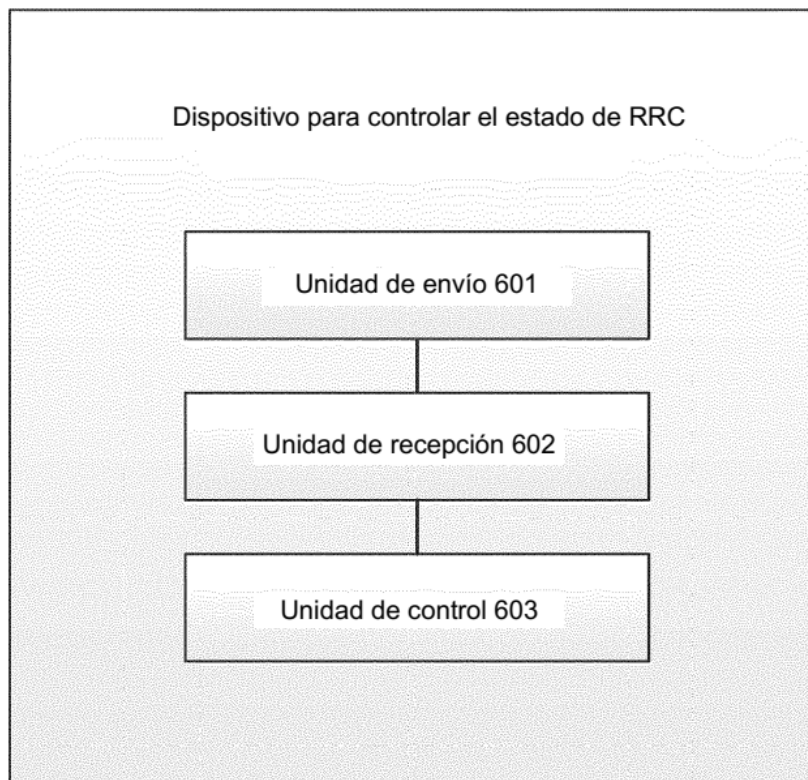 Dispositivo para controlar el estado de RRC
Unidad de envío 601
Unidad de recepción 602
Unidad de control 603